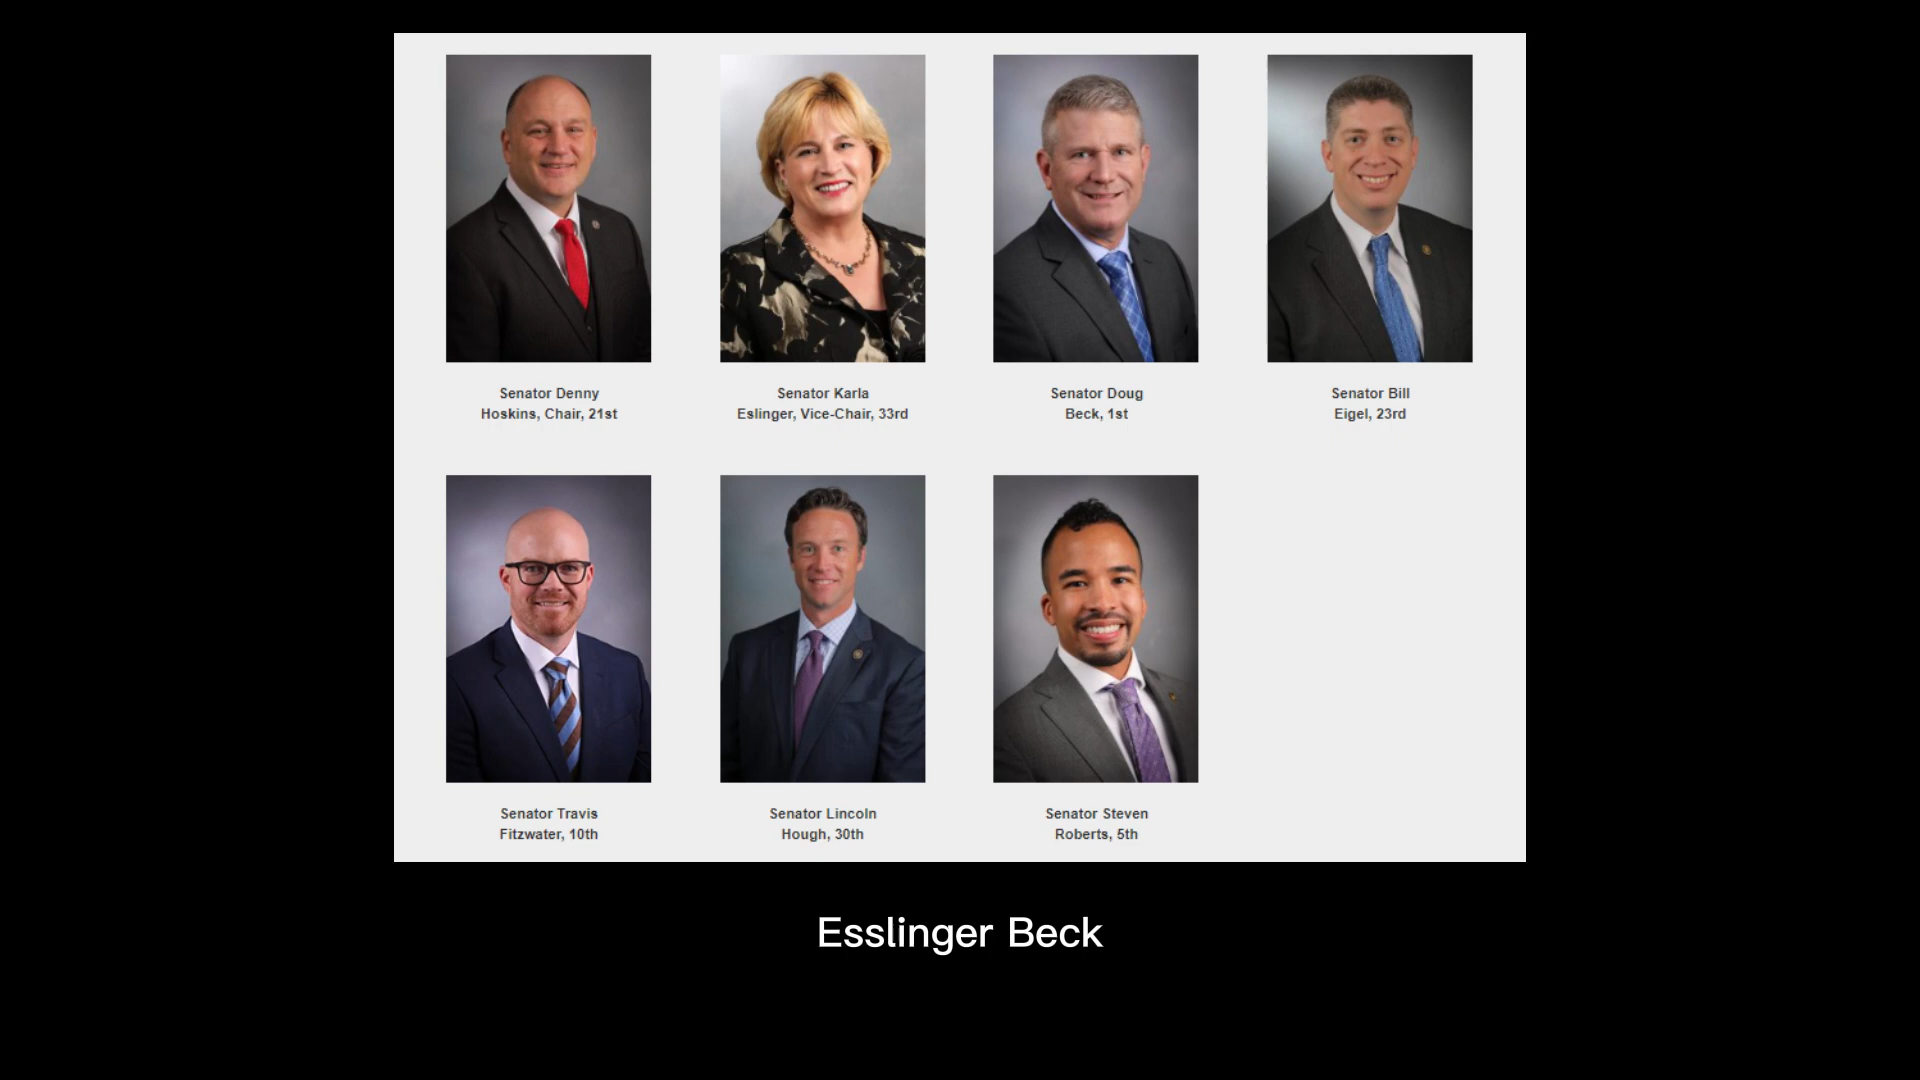 Senator Denny
Hoskins, Chair, 21st
Senator Karla
Eslinger, Vice-Chair, 33rd
Senator Doug
Beck, 1st
Senator Bill
Eigel, 23rd
Senator Travis
Fitzwater, 10th
Senator Lincoln
Hough, 30th
Senator Steven
Roberts, 5th
Esslinger Beck